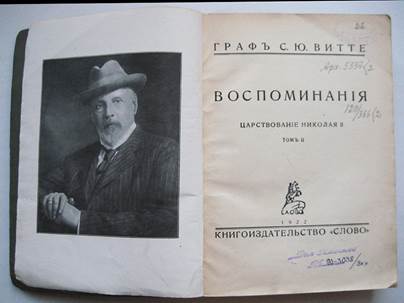 ГРАФЪ С. Ю. ВИТТЕ
ВОСПОМИНАНІЯ
ЦАРСТВОВАНІЕ НИКОЛАЯ II
ТОМЪ II
СЛОВО
1922
КНИГОИЗДАТЕЛЬСТВО «СЛОВО»